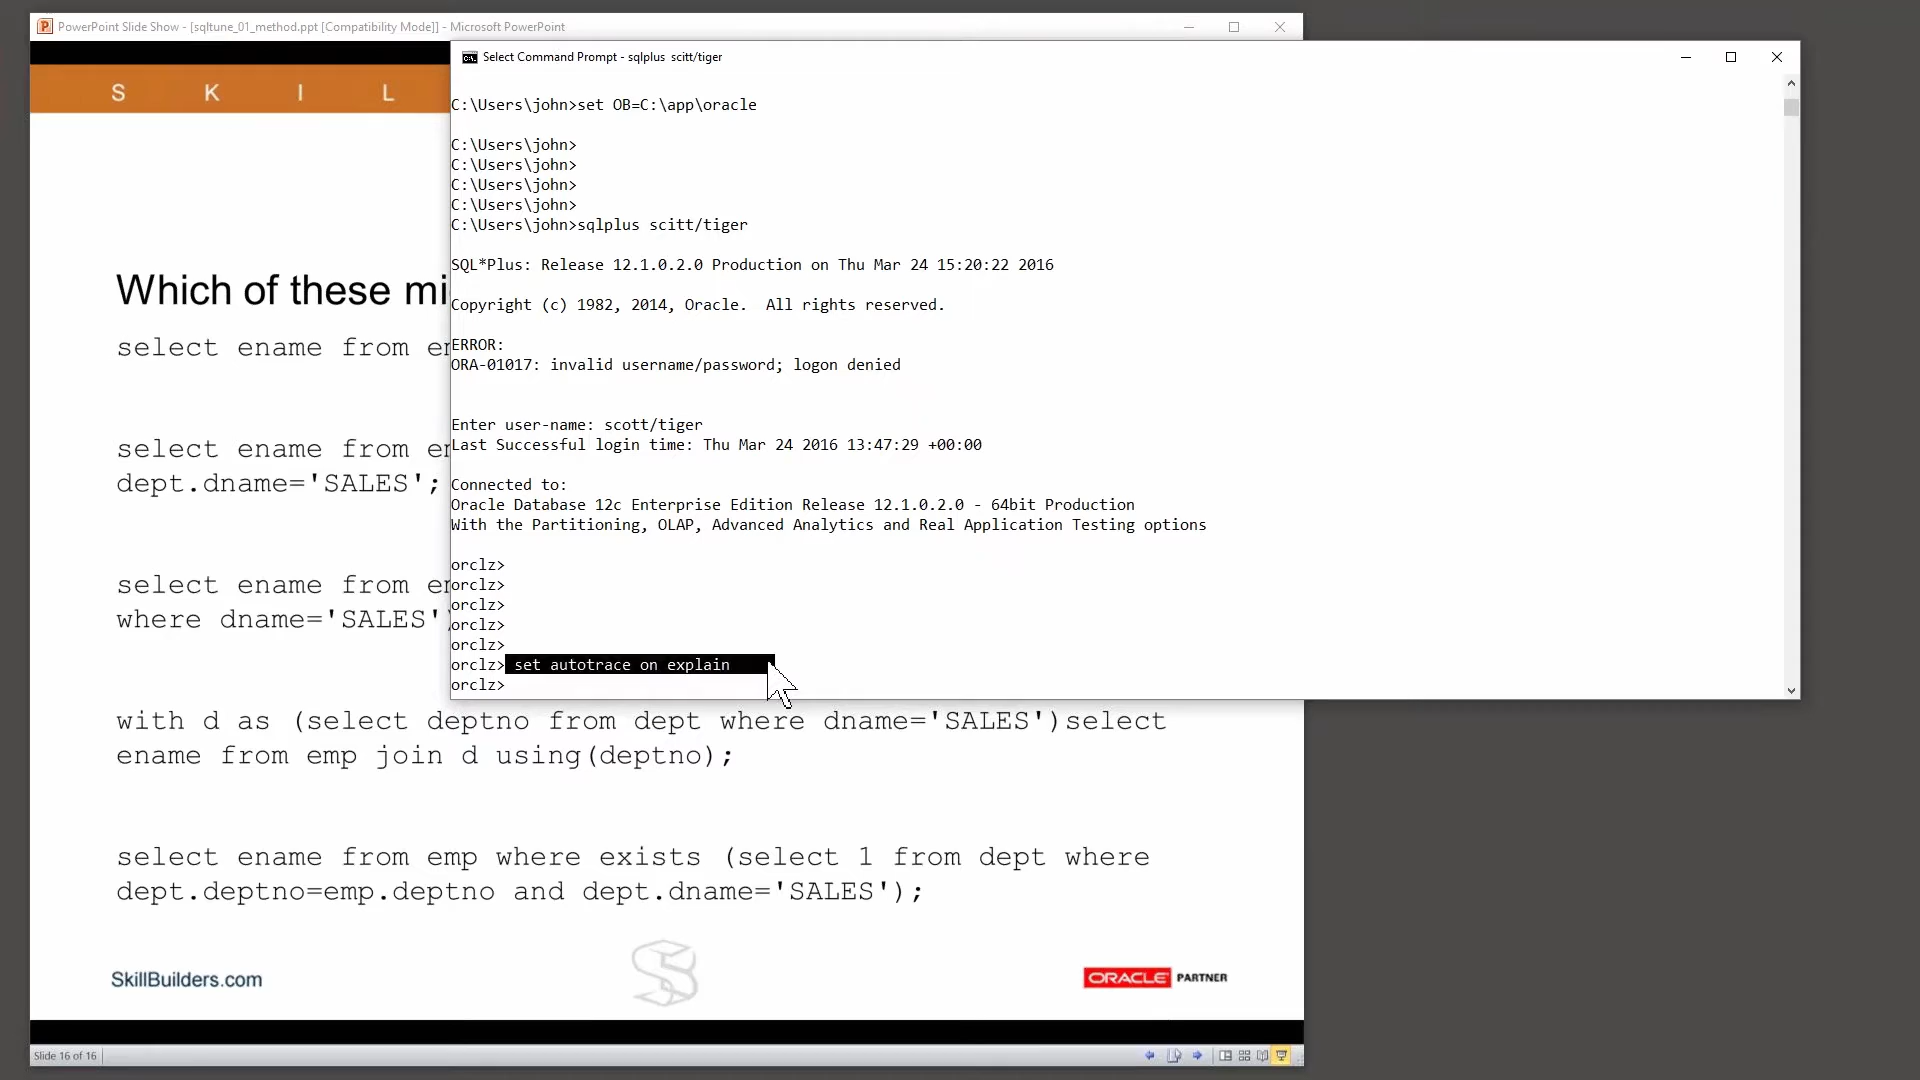 PowerPoint Slide Show - [sqltune_01_method.ppt [Compatibility Mode]] - Microsoft PowerPoint
S K I L
Which of these mi
select ename from em
select ename from em
dept.dname='SALES';
select ename from em
where dname='SALES'
with d as (select deptno from dept where dname='SALES')select
ename from emp join d using(deptno);
select ename from emp where exists (select 1 from dept where
dept.deptno=emp.deptno and dept.dname='SALES');
SkillBuilders.com
SB
ORACLE PARTNER
Slide 16 of 16
Select Command Prompt - sqlplus scitt/tiger
C:\Users\john>set OB=C:\app\oracle
C:\Users\john>
C:\Users\john>
C:\Users\john>
C:\Users\john>
C:\Users\john>sqlplus scitt/tiger
SQL*Plus: Release 12.1.0.2.0 Production on Thu Mar 24 15:20:22 2016
Copyright (c) 1982, 2014, Oracle. All rights reserved.
ERROR:
ORA-01017: invalid username/password; logon denied
Enter user-name: scott/tiger
Last Successful login time: Thu Mar 24 2016 13:47:29 +00:00
Connected to:
Oracle Database 12c Enterprise Edition Release 12.1.0.2.0 - 64bit Production
With the Partitioning, OLAP, Advanced Analytics and Real Application Testing options
orclz>
orclz>
orclz>
orclz>
orclz>
orclz> set autotrace on explain
orclz>